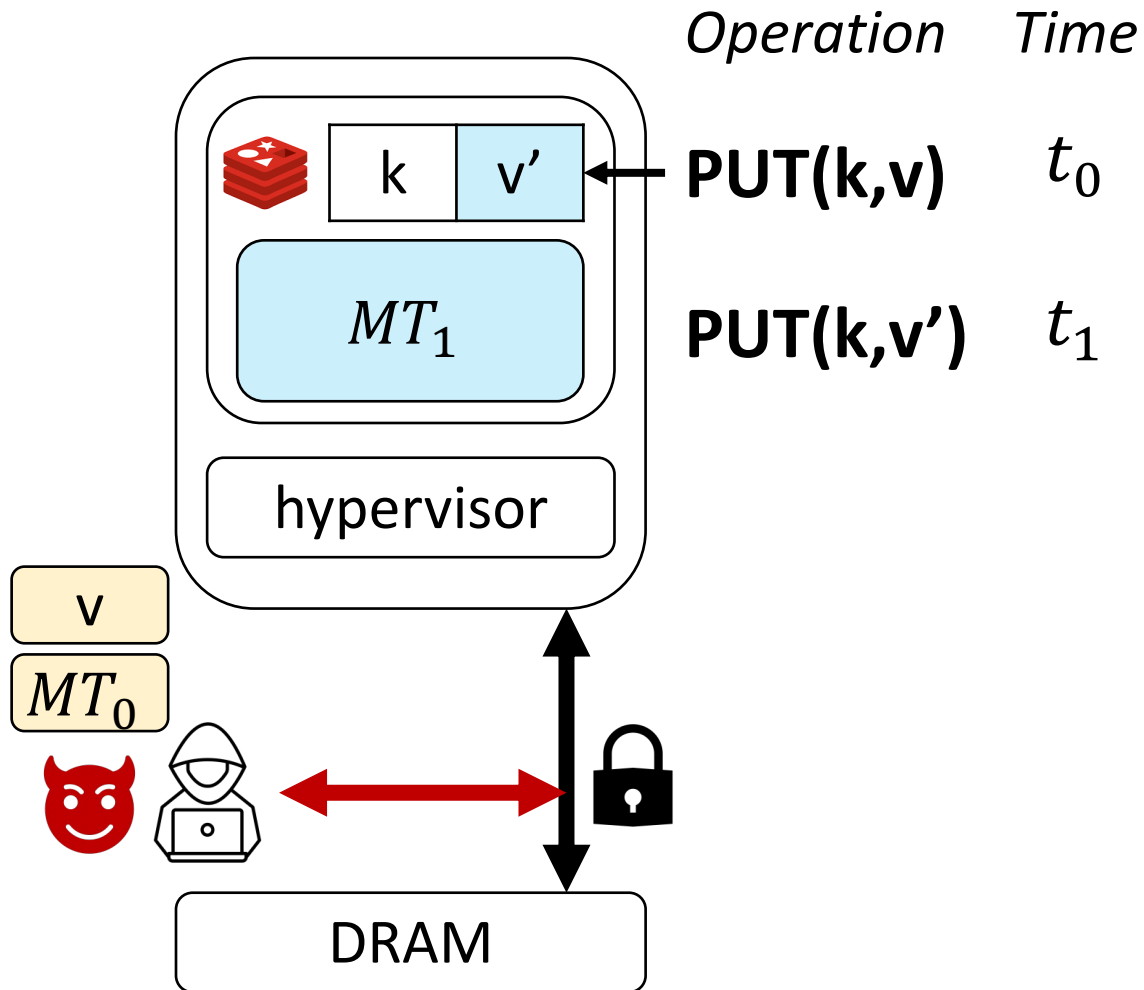 Operation Time
k v’ PUT(k,v) t₀
MT₁ PUT(k,v’) t₁
hypervisor
v
MT₀
DRAM